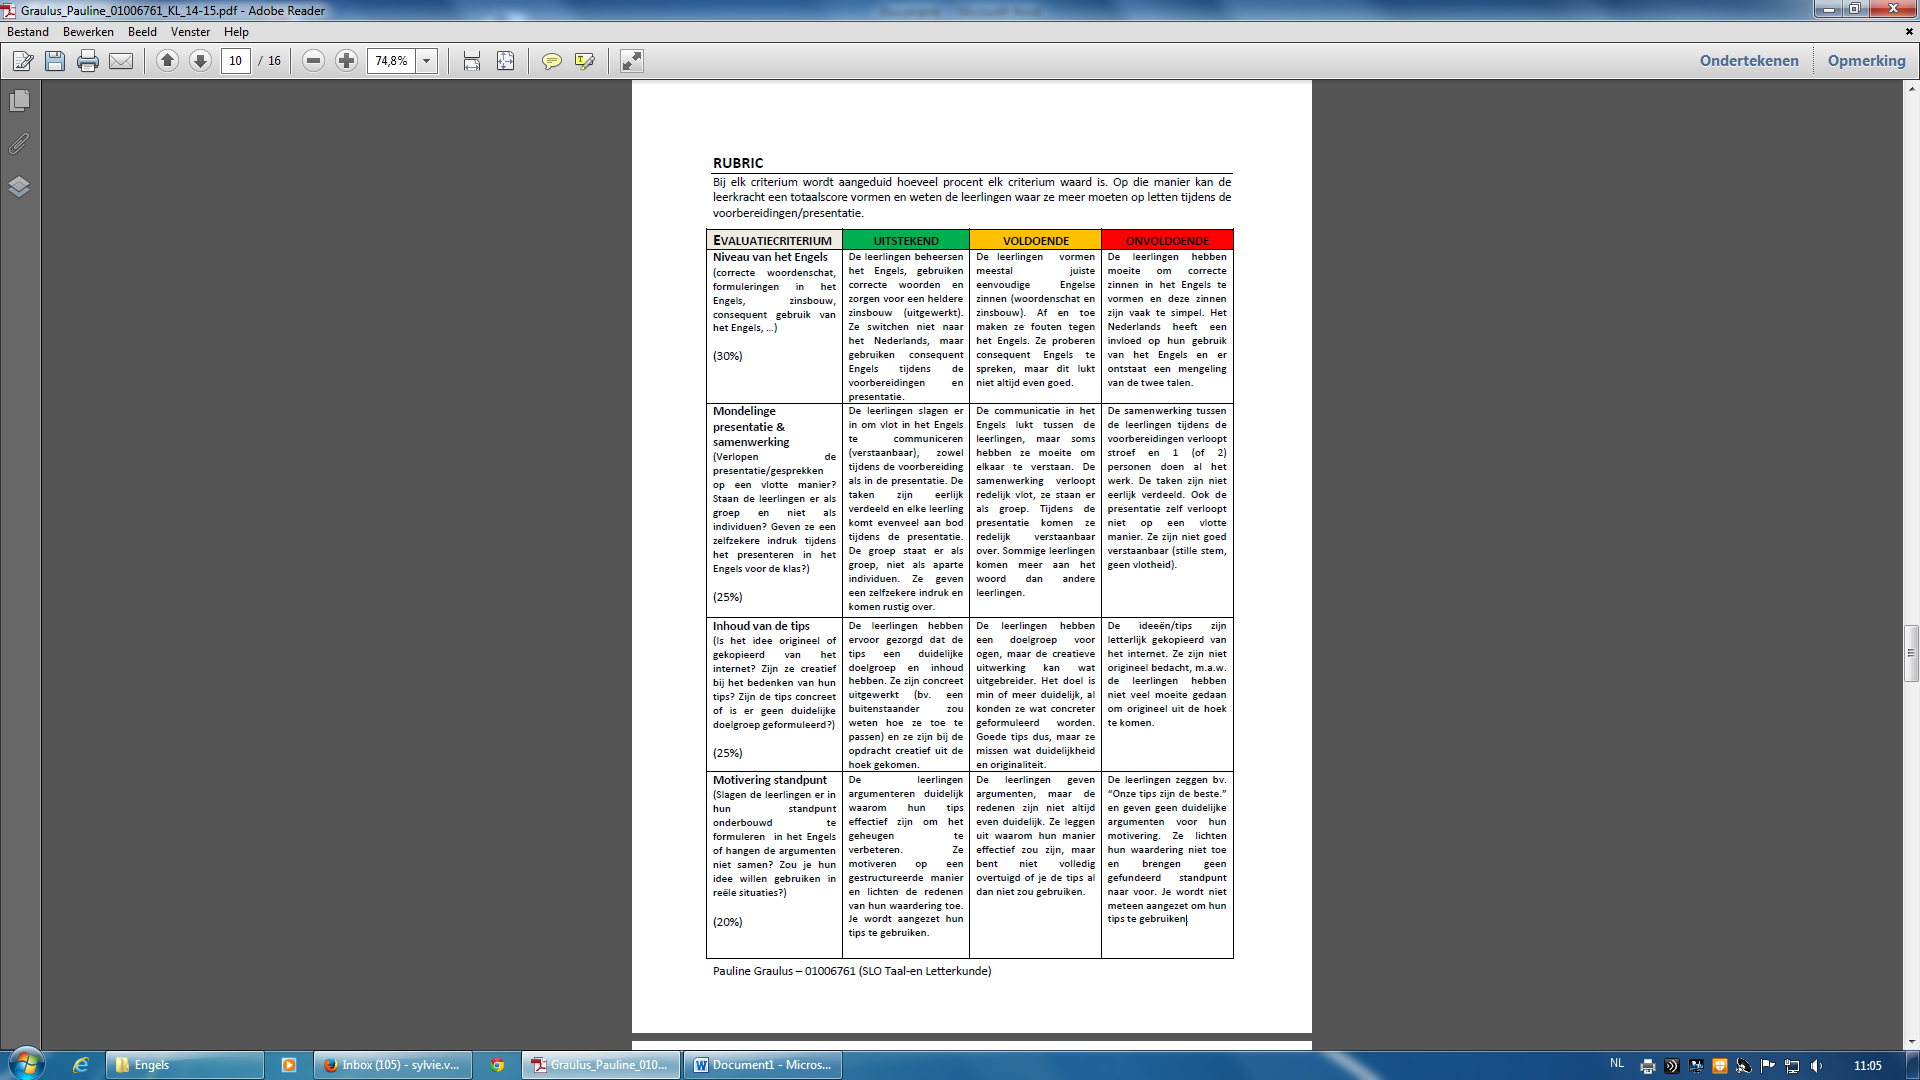 Graulus_Pauline_01006761_KL_14-15.pdf - Adobe Reader
Bestand Bewerken Beeld Venster Help
10 / 16 74,8% Ondertekenen Opmerking
RUBRIC
Bij elk criterium wordt aangeduid hoeveel procent elk criterium waard is. Op die manier kan de
leerkracht een totaalscore vormen en weten de leerlingen waar ze meer moeten op letten tijdens de
voorbereidingen/presentatie.
EVALUATIECRITERIUM
UITSTEKEND
VOLDOENDE
ONVOLDOENDE
Niveau van het Engels
(correcte woordenschat,
formuleringen in het
Engels, zinsbouw,
consequent gebruik van
het Engels, ...)
(30%)
De leerlingen beheersen
het Engels, gebruiken
correcte woorden en
zorgen voor een heldere
zinsbouw (uitgewerkt).
Ze switchen niet naar
het Nederlands, maar
gebruiken consequent
Engels tijdens de
voorbereidingen en
presentatie.
De leerlingen vormen
meestal juiste
eenvoudige Engelse
zinnen (woordenschat en
zinsbouw). Af en toe
maken ze fouten tegen
het Engels. Ze proberen
consequent Engels te
spreken, maar dit lukt
niet altijd even goed.
De leerlingen hebben
moeite om correcte
zinnen in het Engels te
vormen en deze zinnen
zijn vaak te simpel. Het
Nederlands heeft een
invloed op hun gebruik
van het Engels en er
ontstaat een mengeling
van de twee talen.
Mondelinge
presentatie &
samenwerking
(Verlopen de
presentatie/gesprekken
op een vlotte manier?
Staan de leerlingen er als
groep en niet als
individuen? Geven ze een
zelfzekere indruk tijdens
het presenteren in het
Engels voor de klas?)
(25%)
De leerlingen slagen er
in om vlot in het Engels
te communiceren
(verstaanbaar), zowel
tijdens de voorbereiding
als in de presentatie. De
taken zijn eerlijk
verdeeld en elke leerling
komt evenveel aan bod
tijdens de presentatie.
De groep staat er als
groep, niet als aparte
individuen. Ze geven
een zelfzekere indruk en
komen rustig over.
De communicatie in het
Engels lukt tussen de
leerlingen, maar soms
hebben ze moeite om
elkaar te verstaan. De
samenwerking verloopt
redelijk vlot, ze staan er
als groep. Tijdens de
presentatie komen ze
redelijk verstaanbaar
over. Sommige leerlingen
komen meer aan het
woord dan andere
leerlingen.
De samenwerking tussen
de leerlingen tijdens de
voorbereidingen verloopt
stroef en 1 (of 2)
personen doen al het
werk. De taken zijn niet
eerlijk verdeeld. Ook de
presentatie zelf verloopt
niet op een vlotte
manier. Ze zijn niet goed
verstaanbaar (stille stem,
geen vlotheid).
Inhoud van de tips
(Is het idee origineel of
gekopieerd van het
internet? Zijn ze creatief
bij het bedenken van hun
tips? Zijn de tips concreet
of is er geen duidelijke
doelgroep geformuleerd?)
(25%)
De leerlingen hebben
ervoor gezorgd dat de
tips een duidelijke
doelgroep en inhoud
hebben. Ze zijn concreet
uitgewerkt (bv. een
buitenstaander zou
weten hoe ze toe te
passen) en ze zijn bij de
opdracht creatief uit de
hoek gekomen.
De leerlingen hebben
een doelgroep voor
ogen, maar de creatieve
uitwerking kan wat
uitgebreider. Het doel is
min of meer duidelijk, al
konden ze wat concreter
geformuleerd worden.
Goede tips dus, maar ze
missen wat duidelijkheid
en originaliteit.
De ideeën/tips zijn
letterlijk gekopieerd van
het internet. Ze zijn niet
origineel bedacht, m.a.w.
de leerlingen hebben
niet veel moeite gedaan
om origineel uit de hoek
te komen.
Motivering standpunt
(Slagen de leerlingen er in
hun standpunt
onderbouwd te
formuleren in het Engels
of hangen de argumenten
niet samen? Zou je hun
idee willen gebruiken in
reële situaties?)
(20%)
De leerlingen
argumenteren duidelijk
waarom hun tips
effectief zijn om het
geheugen te
verbeteren. Ze
motiveren op een
gestructureerde manier
en lichten de redenen
van hun waardering toe.
Je wordt aangezet hun
tips te gebruiken.
De leerlingen geven
argumenten, maar de
redenen zijn niet altijd
even duidelijk. Ze leggen
uit waarom hun manier
effectief zou zijn, maar
bent niet volledig
overtuigd of je de tips al
dan niet zou gebruiken.
De leerlingen zeggen bv.
“Onze tips zijn de beste.”
en geven geen duidelijke
argumenten voor hun
motivering. Ze lichten
hun waardering niet toe
en brengen geen
gefundeerd standpunt
naar voor. Je wordt niet
meteen aangezet om hun
tips te gebruiken
Pauline Graulus – 01006761 (SLO Taal-en Letterkunde)
Engels
Inbox (105) - sylvie.v...
Graulus_Pauline_010...
Document1 - Micros...
NL
11:05